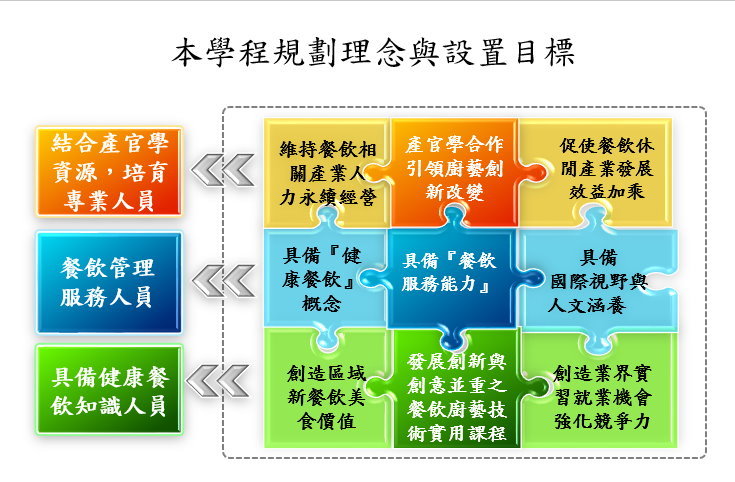 本學程規劃理念與設置目標
結合產官學
資源，培育
專業人員
維持餐飲相
關產業人
力永續經營
產官學合作
引領廚藝創
新改變
促使餐飲休
閒產業發展
效益加乘
餐飲管理
服務人員
具備『健
康餐飲』
概念
具備『餐飲
服務能力』
具備
國際視野與
人文涵養
具備健康餐
飲知識人員
創造區域
新餐飲美
食價值
發展創新與
創意並重之
餐飲廚藝技
術實用課程
創造業界實
習就業機會
強化競爭力